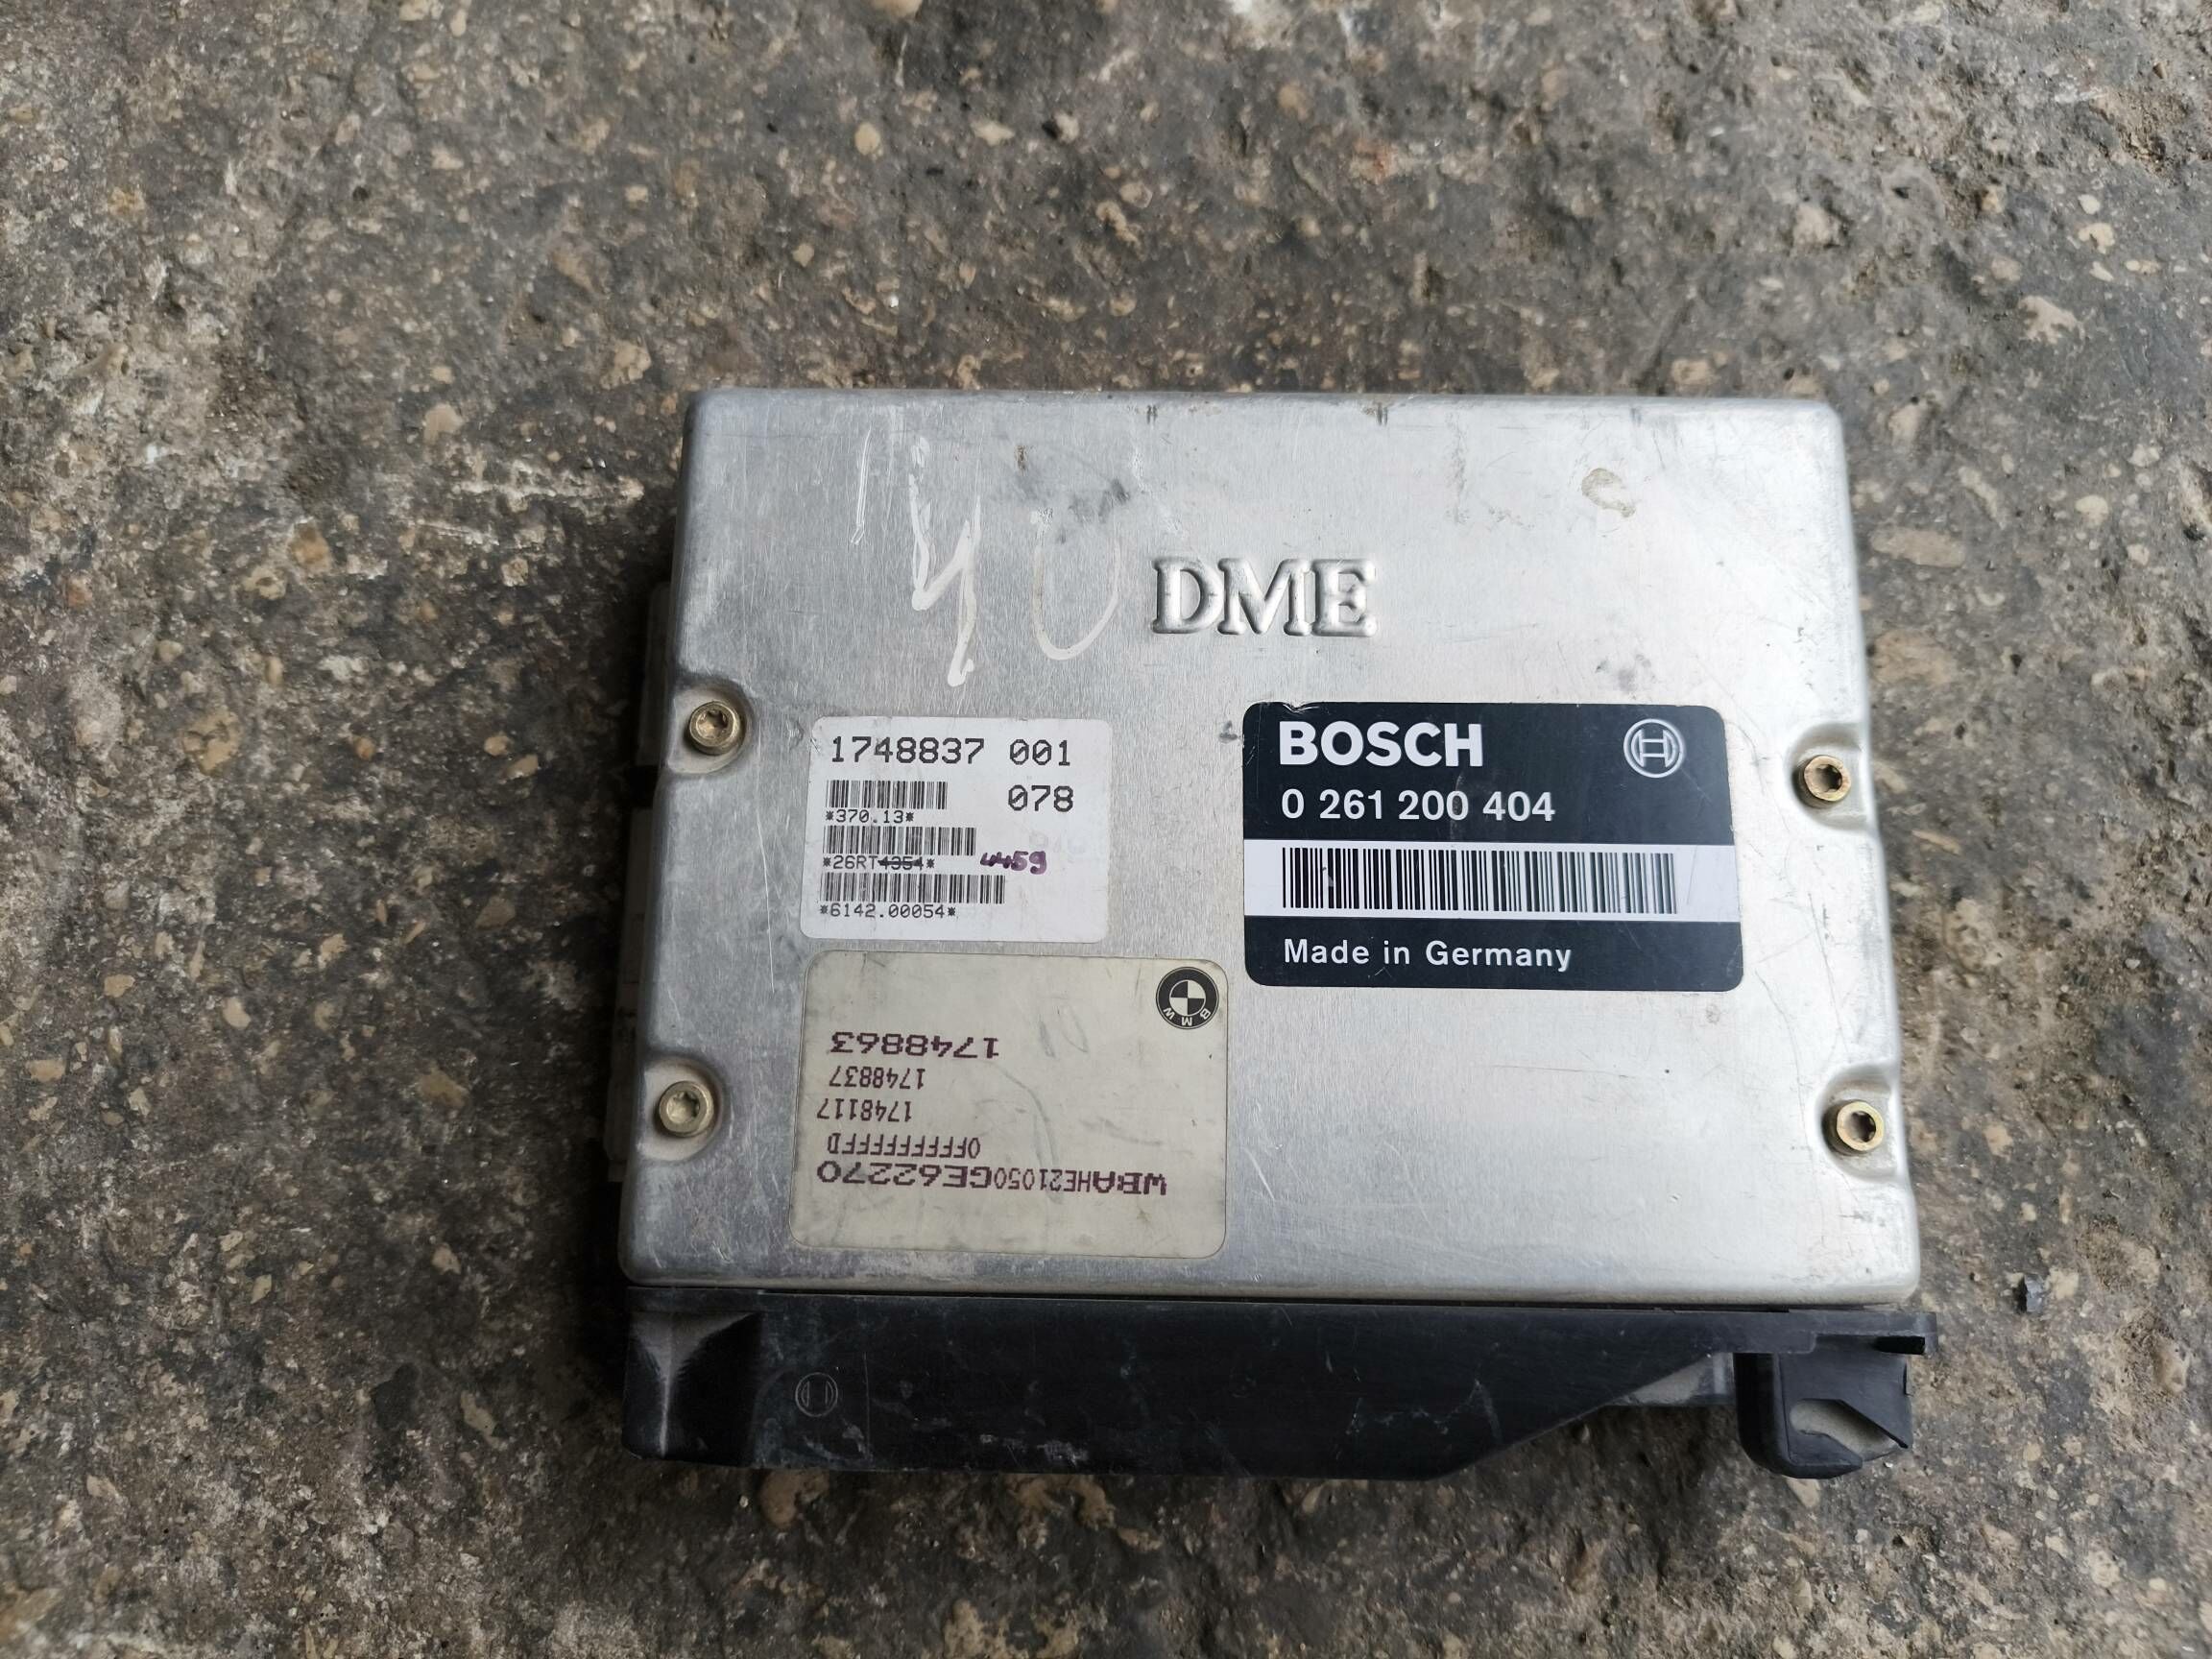 40
DME
1748837 001
078
*370.13*
*26RT4354* 4459
*6142.00054*
BOSCH
0 261 200 404
Made in Germany
BMW
WBAHE21050GE62270
0FFFFFFFFD
1748117
1748837
1748863